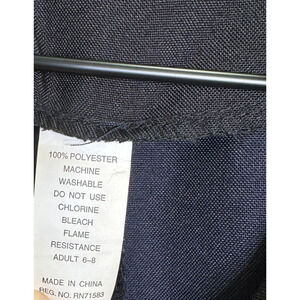 100% POLYESTER
MACHINE
WASHABLE
DO NOT USE
CHLORINE
BLEACH
FLAME
RESISTANCE
ADULT 6-8
MADE IN CHINA
REG. NO. RN71583